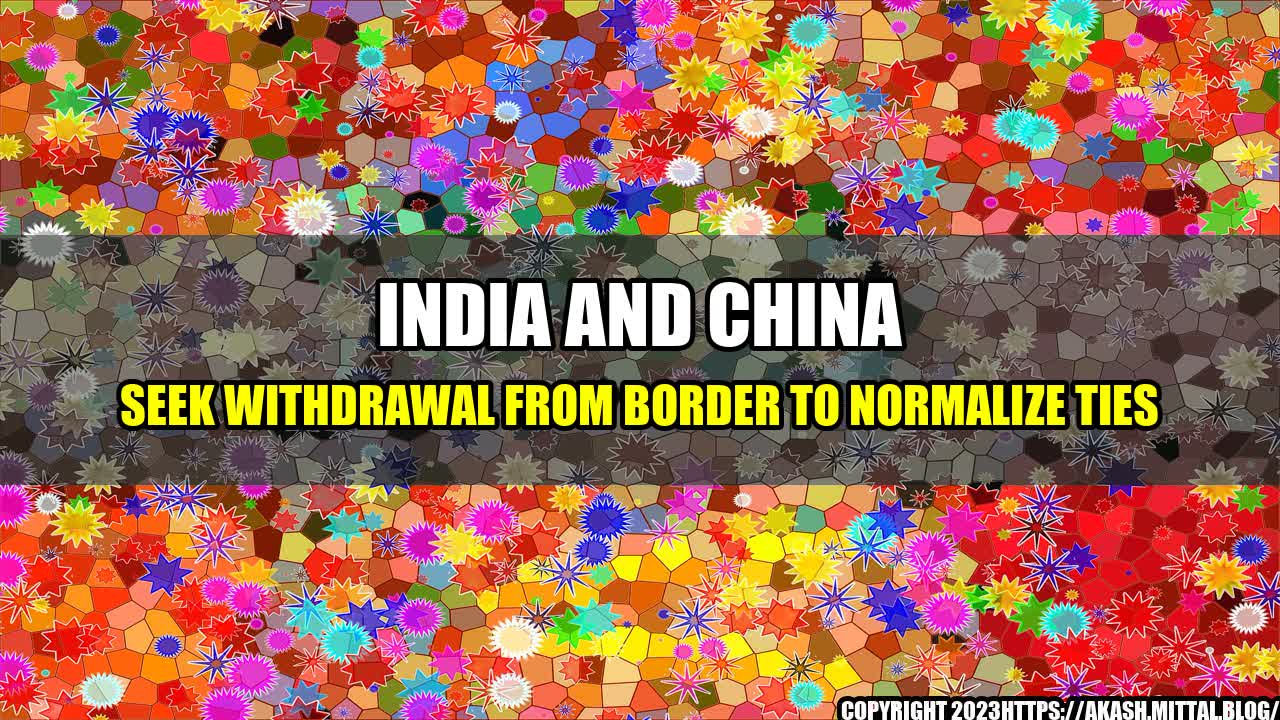 INDIA AND CHINA
SEEK WITHDRAWAL FROM BORDER TO NORMALIZE TIES
COPYRIGHT 2023HTTPS://AKASH.MITTAL.BLOG/